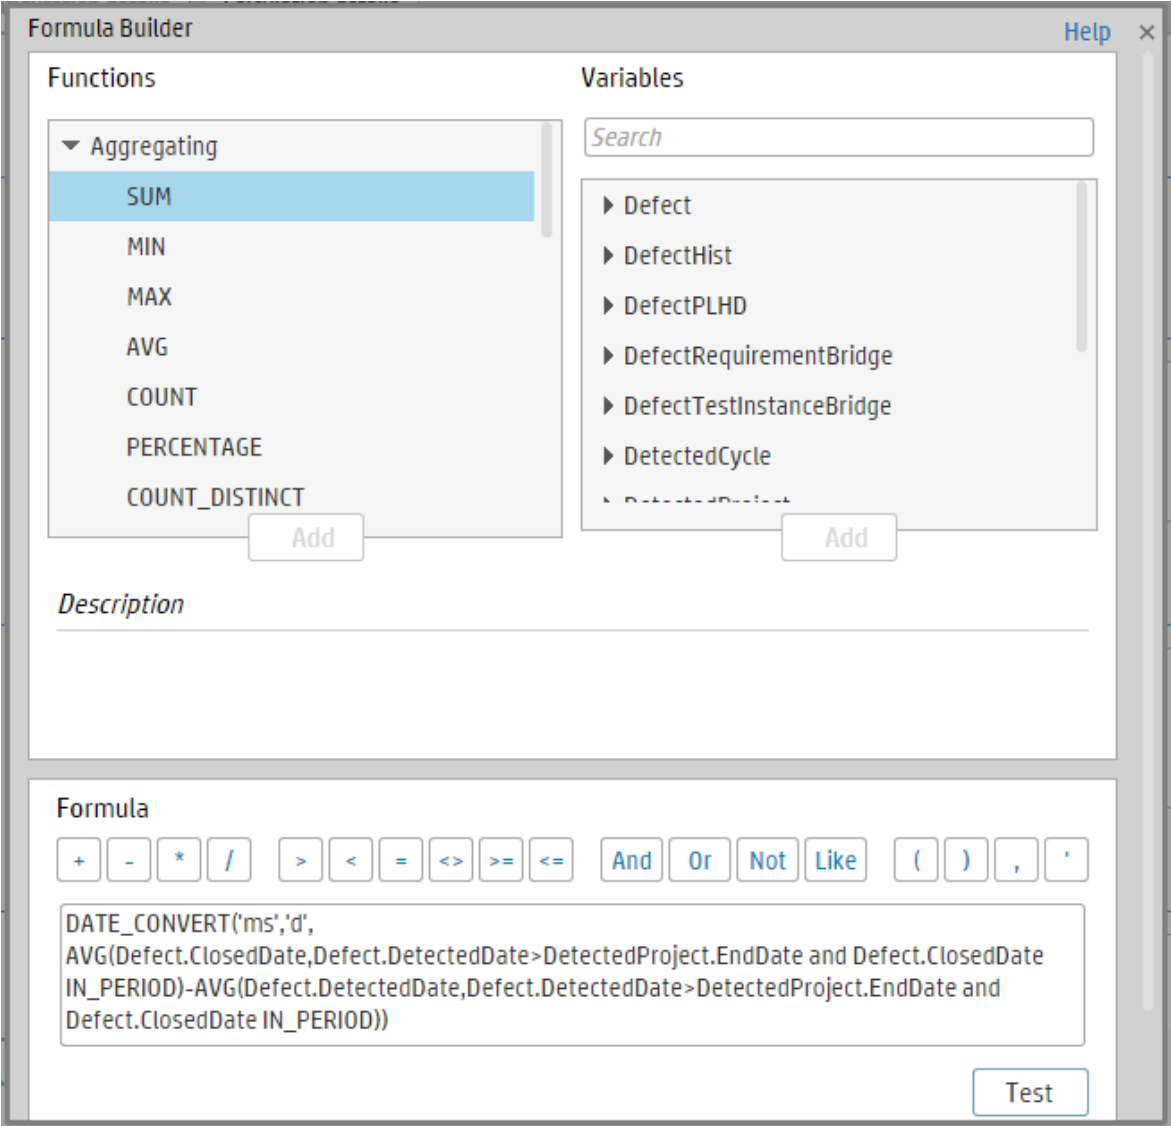 Formula Builder
Help
×
Functions
Variables
Aggregating
SUM
MIN
MAX
AVG
COUNT
PERCENTAGE
COUNT_DISTINCT
Add
Search
Defect
DefectHist
DefectPLHD
DefectRequirementBridge
DefectTestInstanceBridge
DetectedCycle
DetectedProject
Add
Description
Formula
+ - * / > < = <> >= <= And Or Not Like ( ) , '
DATE_CONVERT('ms','d',
AVG(Defect.ClosedDate,Defect.DetectedDate>DetectedProject.EndDate and Defect.ClosedDate
IN_PERIOD)-AVG(Defect.DetectedDate,Defect.DetectedDate>DetectedProject.EndDate and
Defect.ClosedDate IN_PERIOD))
Test